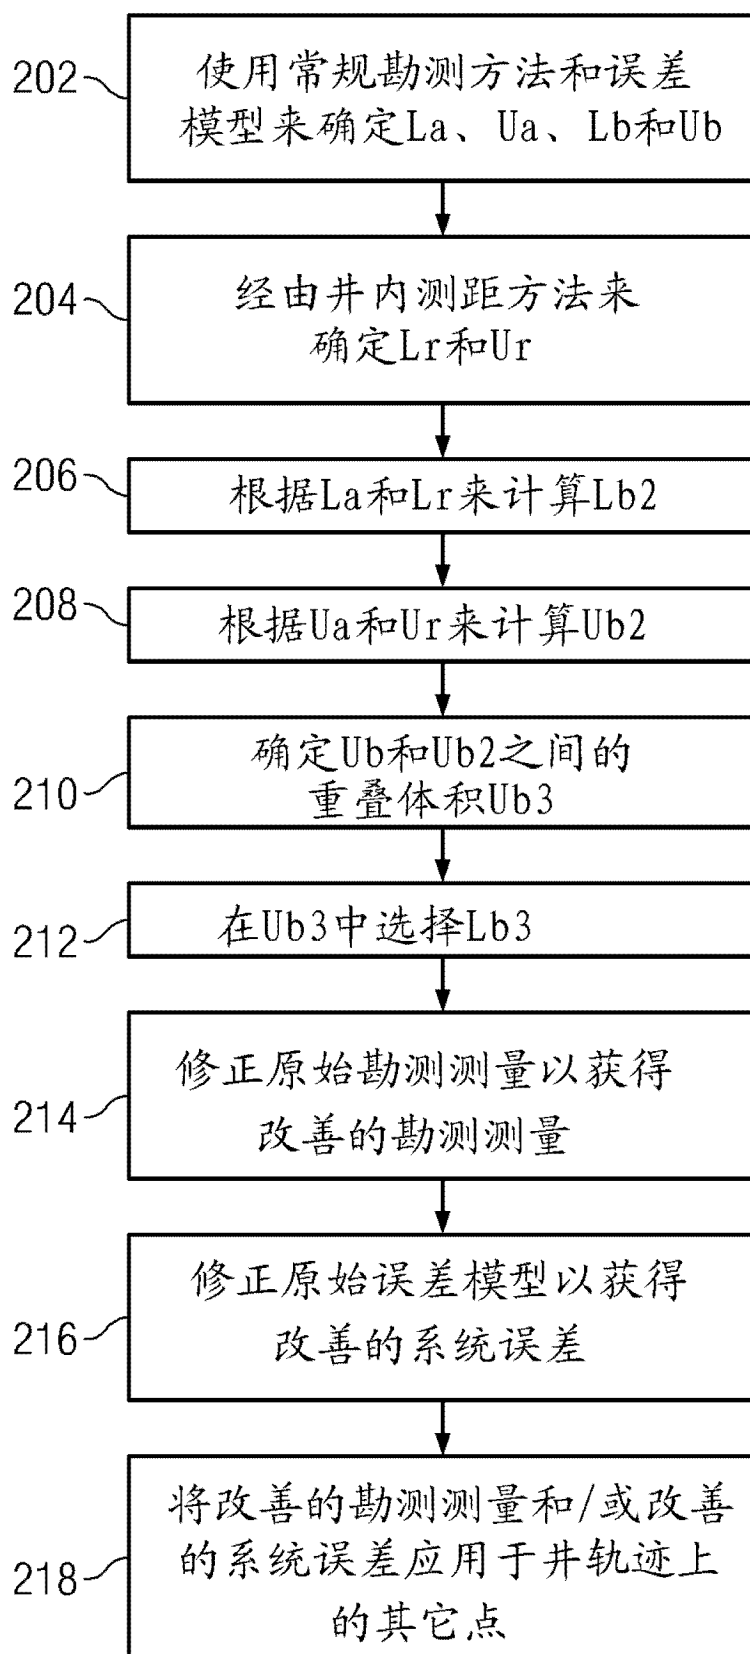 202
使用常规勘测方法和误差
模型来确定La、Ua、Lb和Ub
204
经由井内测距方法来
确定Lr和Ur
206
根据La和Lr来计算Lb2
208
根据Ua和Ur来计算Ub2
210
确定Ub和Ub2之间的
重叠体积Ub3
212
在Ub3中选择Lb3
214
修正原始勘测测量以获得
改善的勘测测量
216
修正原始误差模型以获得
改善的系统误差
218
将改善的勘测测量和/或改善
的系统误差应用于井轨迹上
的其它点